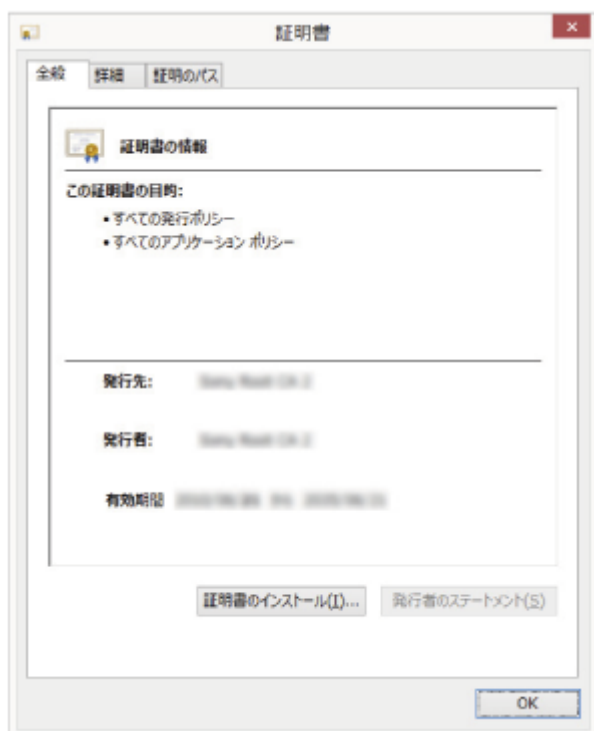 証明書
全般 詳細 証明のパス
証明書の情報
この証明書の目的:
•すべての発行ポリシー
•すべてのアプリケーション ポリシー
発行先:
発行者:
有効期間
証明書のインストール(I)... 発行者のステートメント(S)
OK